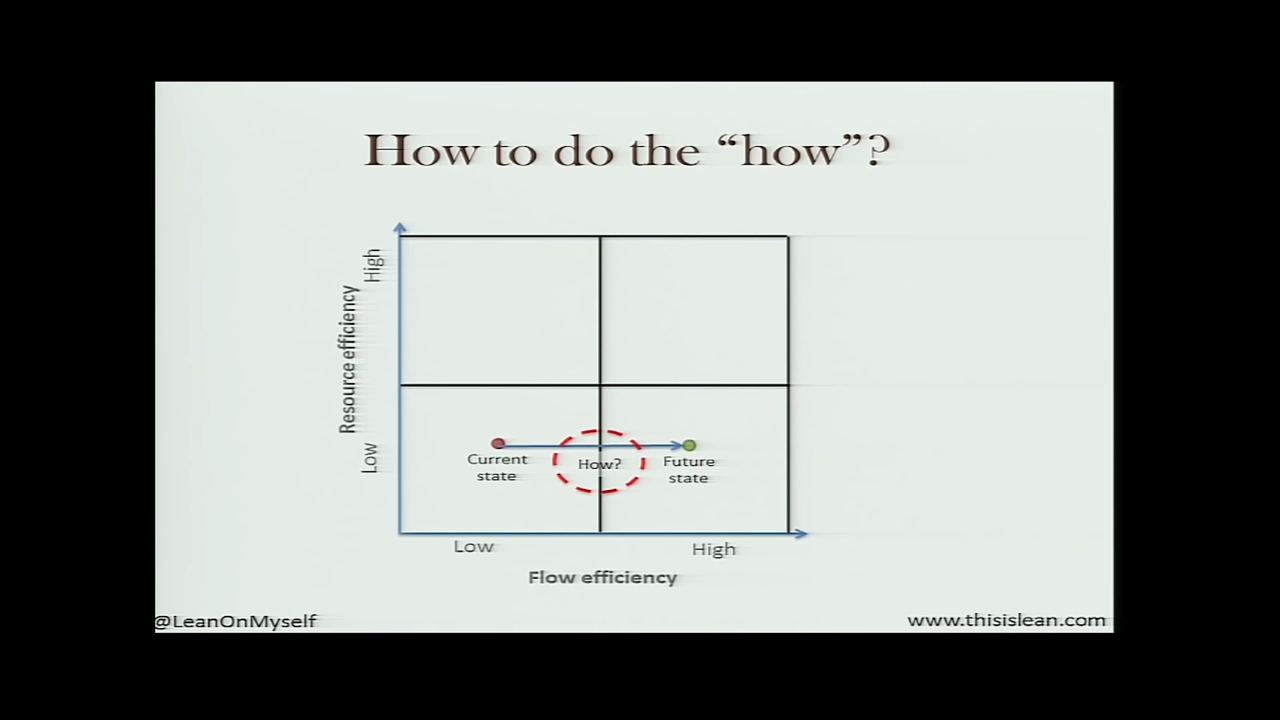 How to do the “how”?
High
Resource efficiency
Low
Current
state
How?
Future
state
Low
High
Flow efficiency
@LeanOnMyself
www.thisislean.com